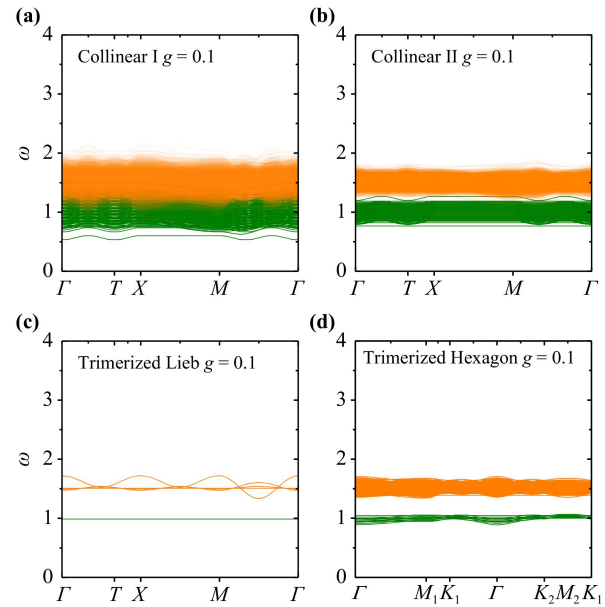 (a)
(b)
Collinear I g = 0.1
Collinear II g = 0.1
ω
4
3
2
1
0
Γ T X M Γ
4
3
2
1
0
Γ T X M Γ
(c)
(d)
Trimerized Lieb g = 0.1
Trimerized Hexagon g = 0.1
ω
4
3
2
1
0
Γ T X M Γ
4
3
2
1
0
Γ M₁ K₁ Γ K₂ M₂ K₁